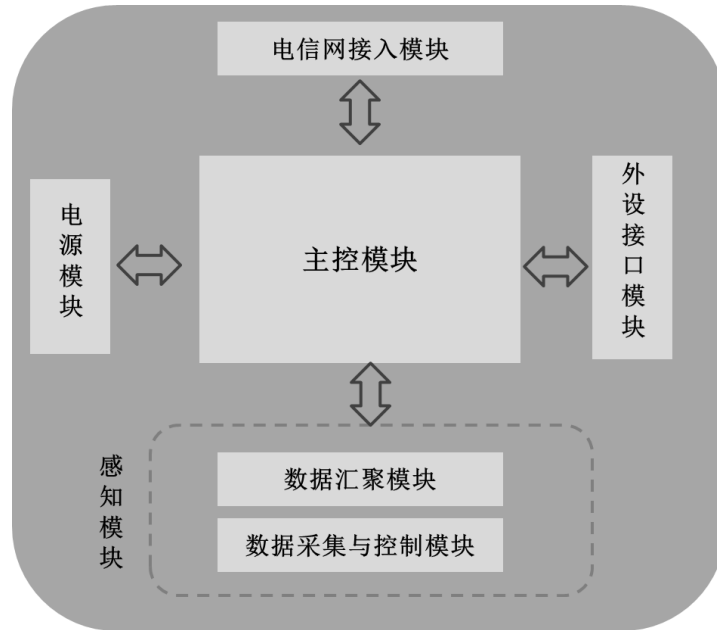 电信网接入模块
电源模块
主控模块
外设接口模块
感知模块
数据汇聚模块
数据采集与控制模块